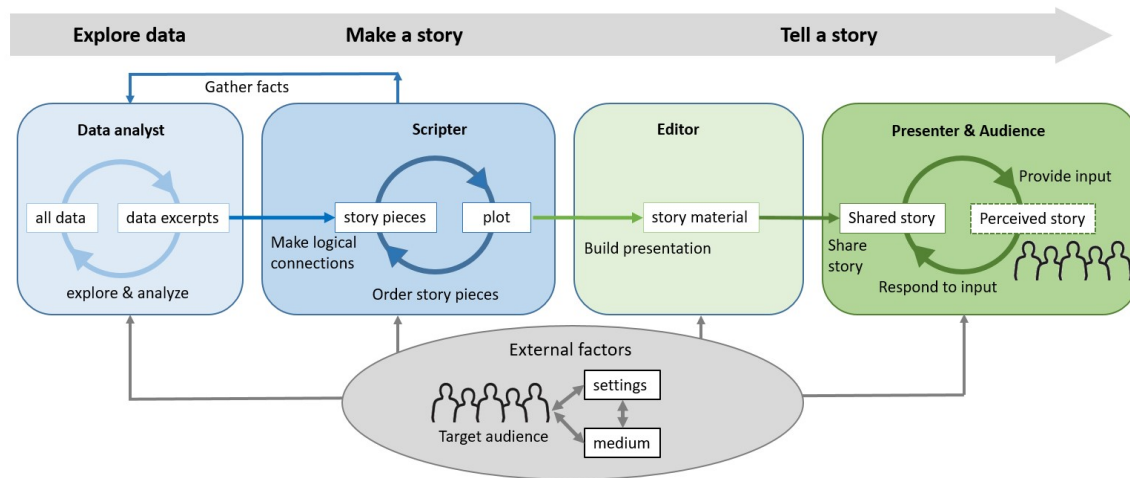 Explore data
Make a story
Tell a story
Gather facts
Data analyst
all data
data excerpts
explore & analyze
Scripter
story pieces
plot
Make logical
connections
Order story pieces
Editor
story material
Build presentation
Presenter & Audience
Provide input
Shared story
Perceived story
Share
story
Respond to input
External factors
settings
Target audience
medium